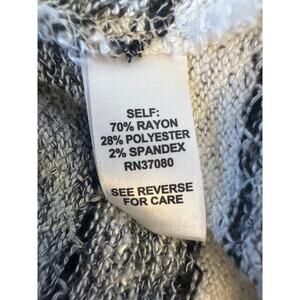 SELF:
70% RAYON
28% POLYESTER
2% SPANDEX
RN37080
SEE REVERSE
FOR CARE